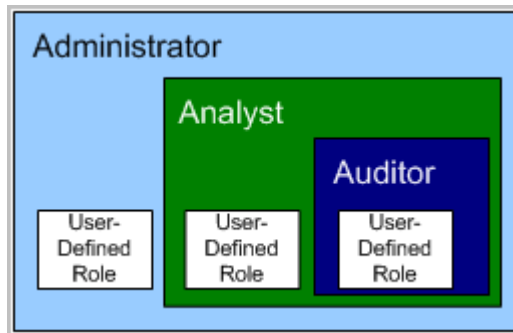 Administrator
Analyst
Auditor
User-
Defined
Role
User-
Defined
Role
User-
Defined
Role